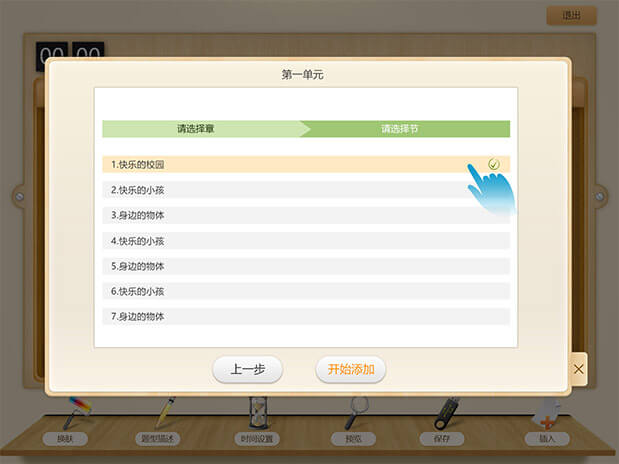 退出
00 00
第一单元
请选择章 请选择节
1.快乐的校园
2.快乐的小孩
3.身边的物体
4.快乐的小孩
5.身边的物体
6.快乐的小孩
7.身边的物体
上一步 开始添加
换肤 题型描述 时间设置 预览 保存 插入